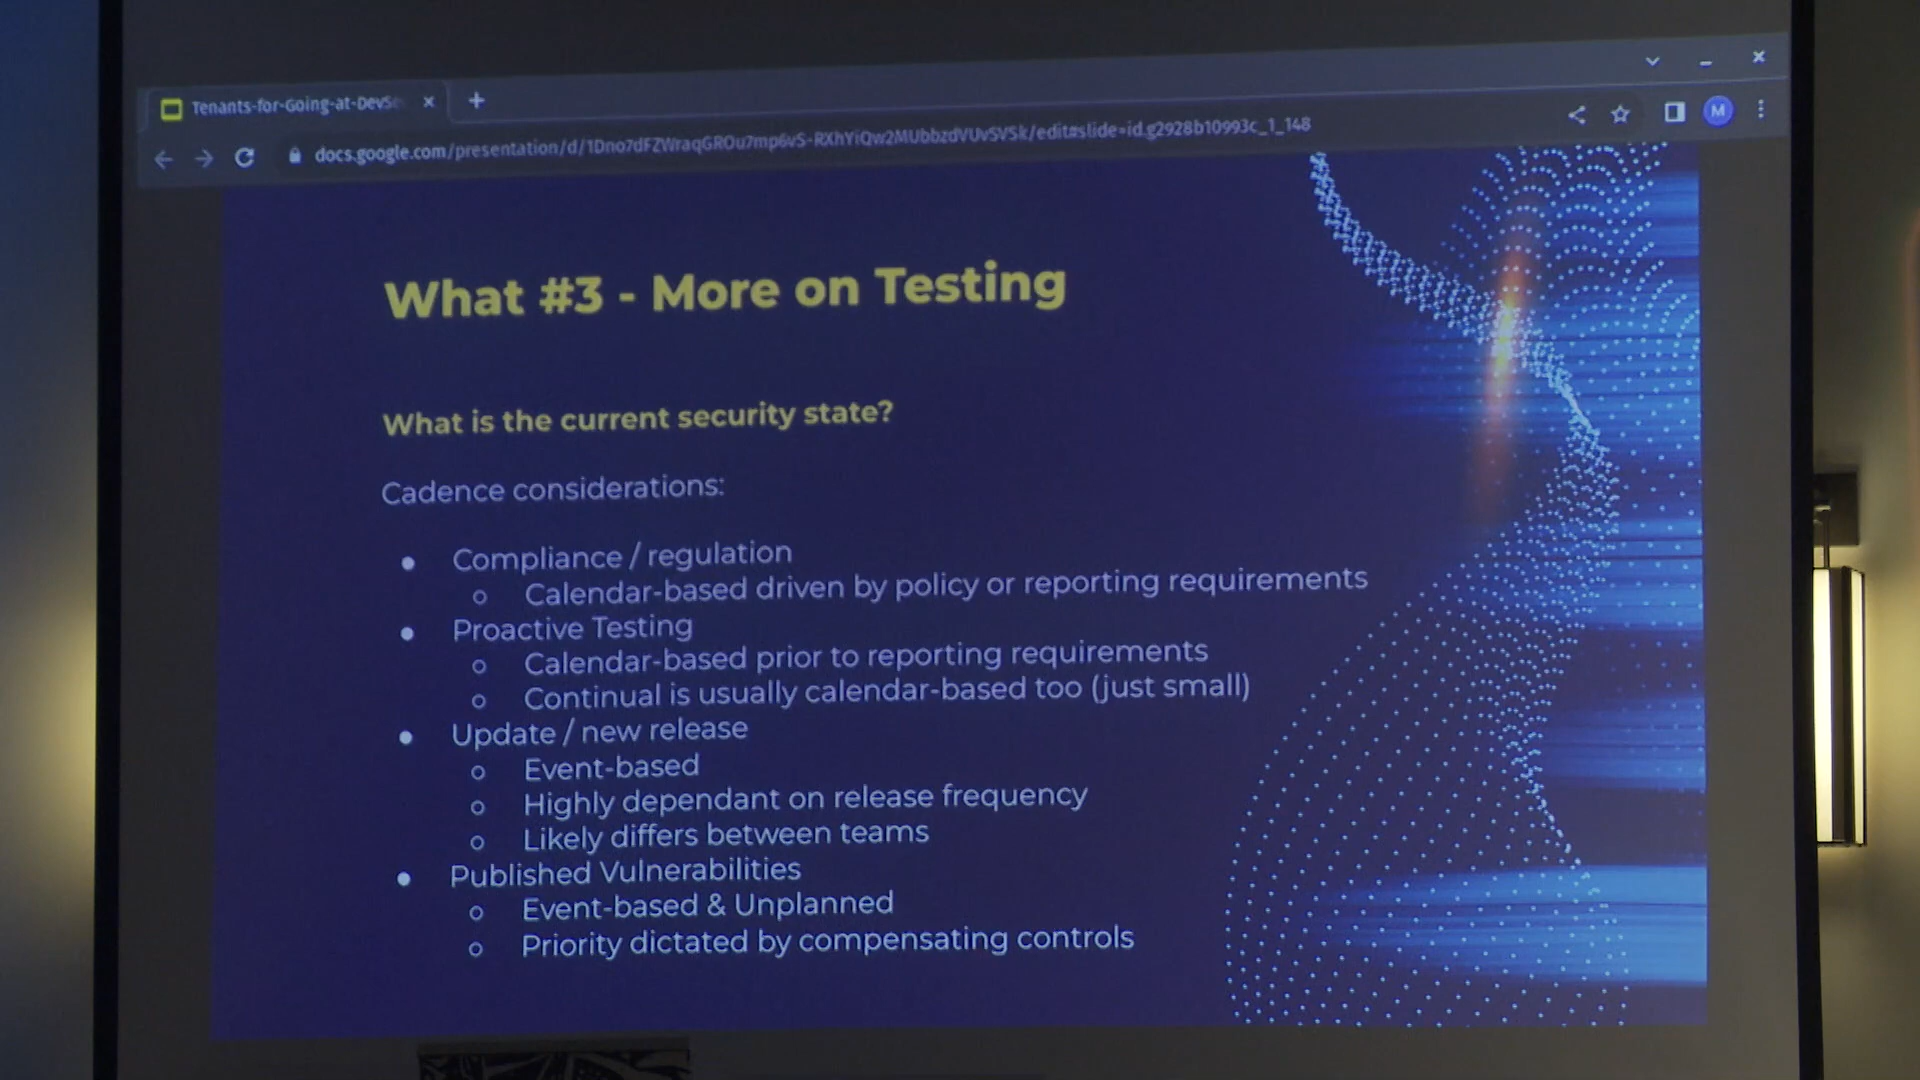 Tenants-for-Going-at-DevSe
docs.google.com/presentation/d/1Dno7dFZWraqGROu7mp6vS-RXhYiQw2MUbbzdVUvSVSk/edit#slide=id.g2928b10993c_1_148
M
What #3 - More on Testing
What is the current security state?
Cadence considerations:
● Compliance / regulation
○ Calendar-based driven by policy or reporting requirements
● Proactive Testing
○ Calendar-based prior to reporting requirements
○ Continual is usually calendar-based too (just small)
● Update / new release
○ Event-based
○ Highly dependant on release frequency
○ Likely differs between teams
● Published Vulnerabilities
○ Event-based & Unplanned
○ Priority dictated by compensating controls